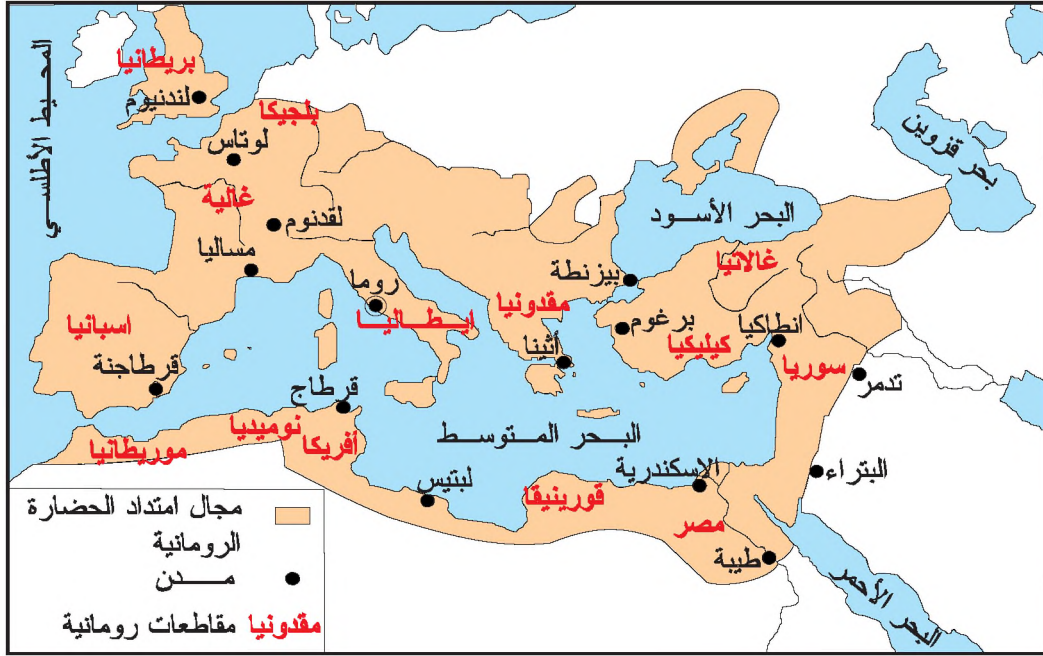 المحيط الأطلسي
بريطانيا
لندنيوم
بلجيكا
لوتاس
غالية
لقدنوم
مساليا
بحر قزوين
البحر الأسود
غالاتيا
بيزنطة
مقدونيا
روما
ايطاليا
برغوم
كيليكيا
انطاكيا
سوريا
تدمر
أثينا
اسبانيا
قرطاجنة
قرطاج
نوميديا
أفريكا
موريطانيا
البحر المتوسط
لبتيس
قورينيقا
الاسكندرية
مصر
البتراء
طيبة
البحر الأحمر
مجال امتداد الحضارة
الرومانية
مدن
مقدونيا مقاطعات رومانية